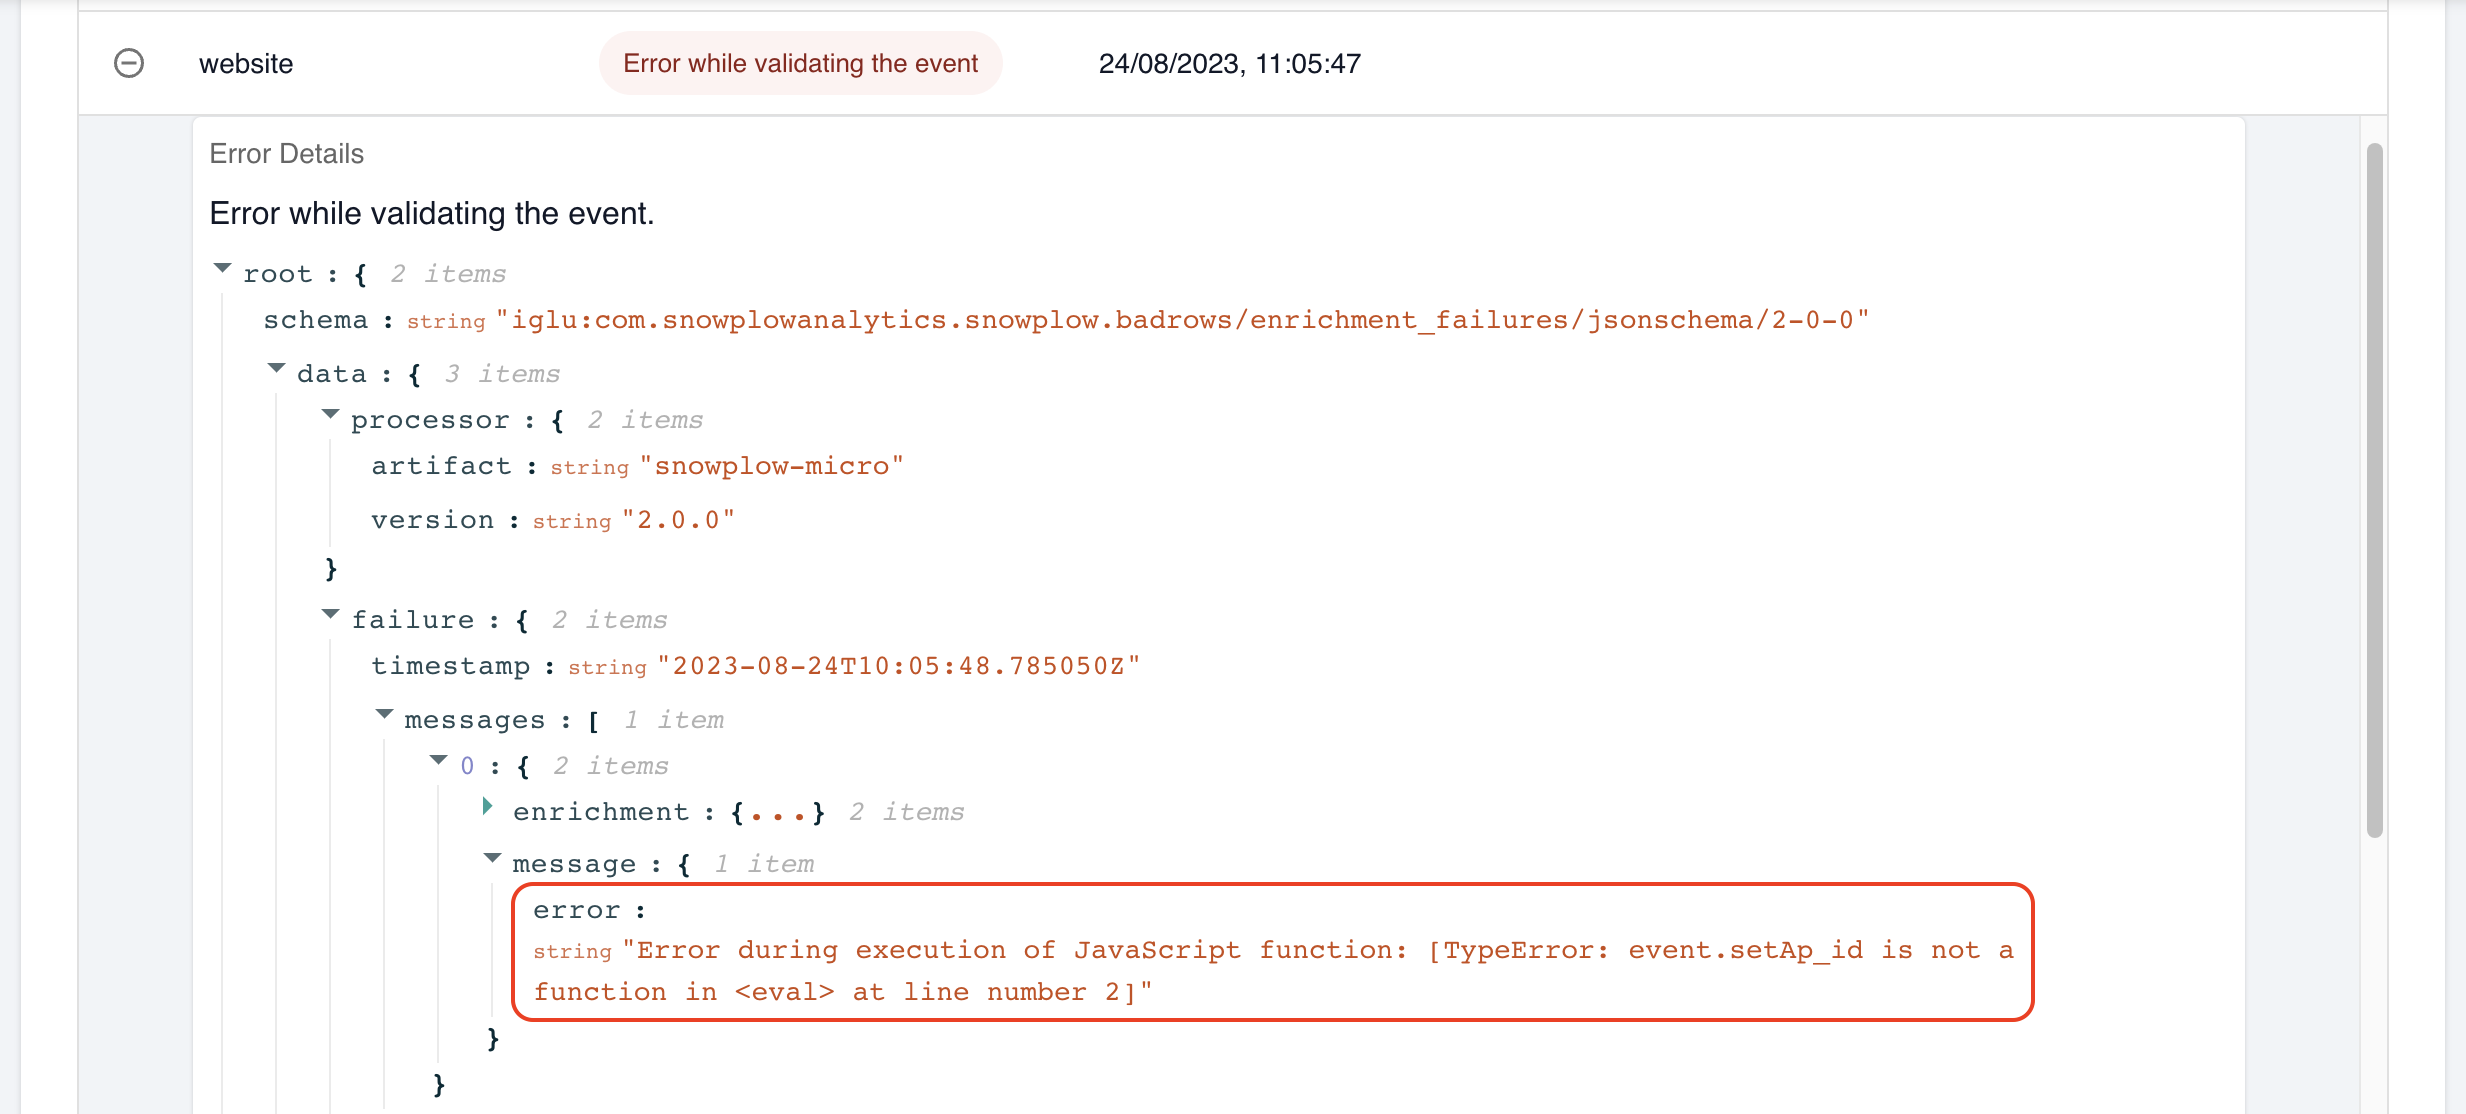 website Error while validating the event 24/08/2023, 11:05:47
Error Details
Error while validating the event.
root : { 2 items
schema : string "iglu:com.snowplowanalytics.snowplow.badrows/enrichment_failures/jsonschema/2-0-0"
data : { 3 items
processor : { 2 items
artifact : string "snowplow-micro"
version : string "2.0.0"
}
failure : { 2 items
timestamp : string "2023-08-24T10:05:48.785050Z"
messages : [ 1 item
0 : { 2 items
enrichment : {...} 2 items
message : { 1 item
error :
string "Error during execution of JavaScript function: [TypeError: event.setAp_id is not a
function in <eval> at line number 2]"
}
}